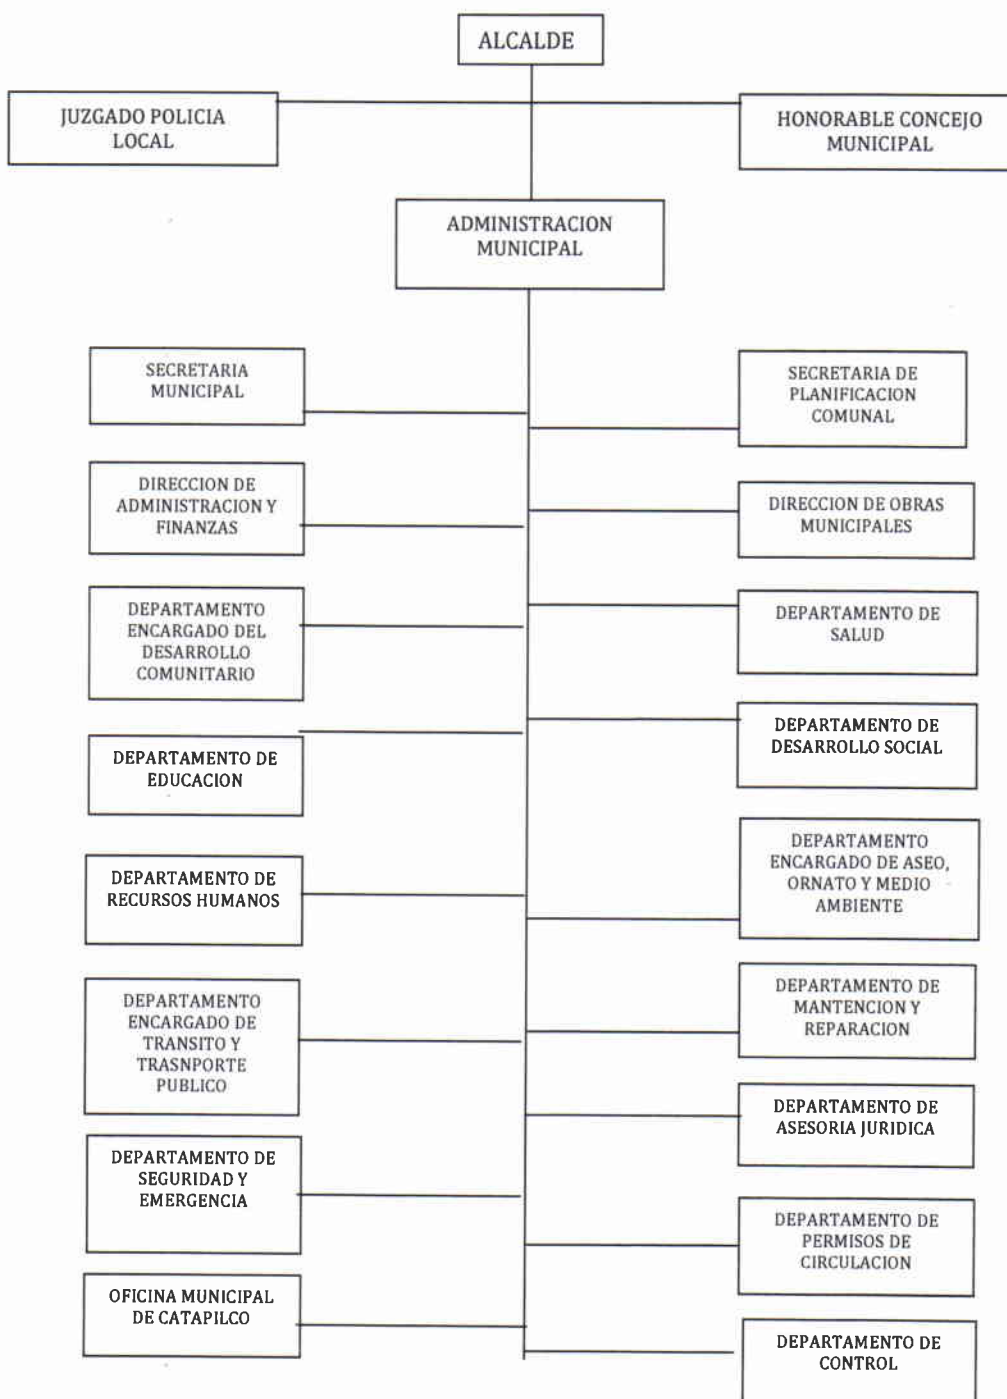 ALCALDE
JUZGADO POLICIA
LOCAL
HONORABLE CONCEJO
MUNICIPAL
ADMINISTRACION
MUNICIPAL
SECRETARIA
MUNICIPAL
SECRETARIA DE
PLANIFICACION
COMUNAL
DIRECCION DE
ADMINISTRACION Y
FINANZAS
DIRECCION DE OBRAS
MUNICIPALES
DEPARTAMENTO
ENCARGADO DEL
DESARROLLO
COMUNITARIO
DEPARTAMENTO DE
SALUD
DEPARTAMENTO DE
EDUCACION
DEPARTAMENTO DE
DESARROLLO SOCIAL
DEPARTAMENTO DE
RECURSOS HUMANOS
DEPARTAMENTO
ENCARGADO DE ASEO,
ORNATO Y MEDIO
AMBIENTE
DEPARTAMENTO
ENCARGADO DE
TRANSITO Y
TRASNPORTE
PUBLICO
DEPARTAMENTO DE
MANTENCION Y
REPARACION
DEPARTAMENTO DE
ASESORIA JURIDICA
DEPARTAMENTO DE
SEGURIDAD Y
EMERGENCIA
DEPARTAMENTO DE
PERMISOS DE
CIRCULACION
OFICINA MUNICIPAL
DE CATAPILCO
DEPARTAMENTO DE
CONTROL